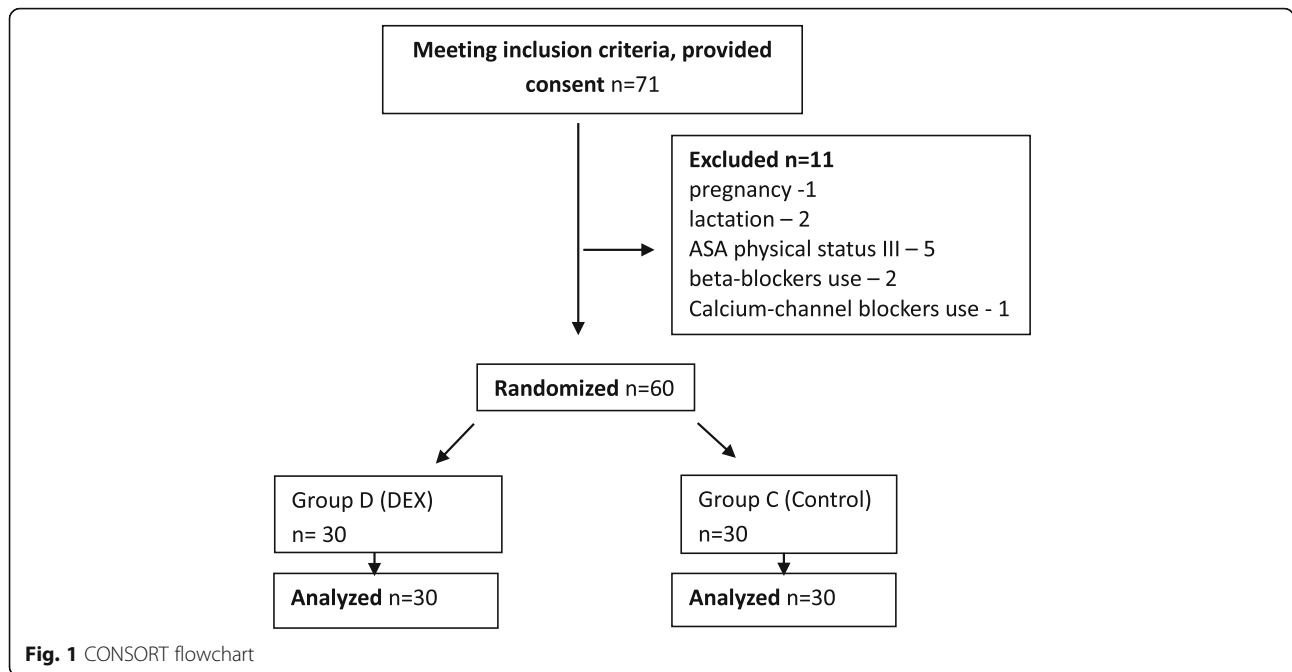 Meeting inclusion criteria, provided
consent n=71
Excluded n=11
pregnancy -1
lactation – 2
ASA physical status III – 5
beta-blockers use – 2
Calcium-channel blockers use - 1
Randomized n=60
Group D (DEX)
n= 30
Group C (Control)
n=30
Analyzed n=30
Analyzed n=30
Fig. 1 CONSORT flowchart